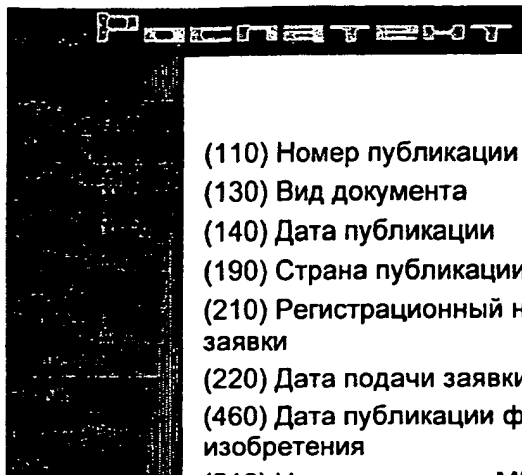 Роспатент
(110) Номер публикации
(130) Вид документа
(140) Дата публикации
(190) Страна публикации
(210) Регистрационный
заявки
(220) Дата подачи заявки
(460) Дата публикации
изобретения